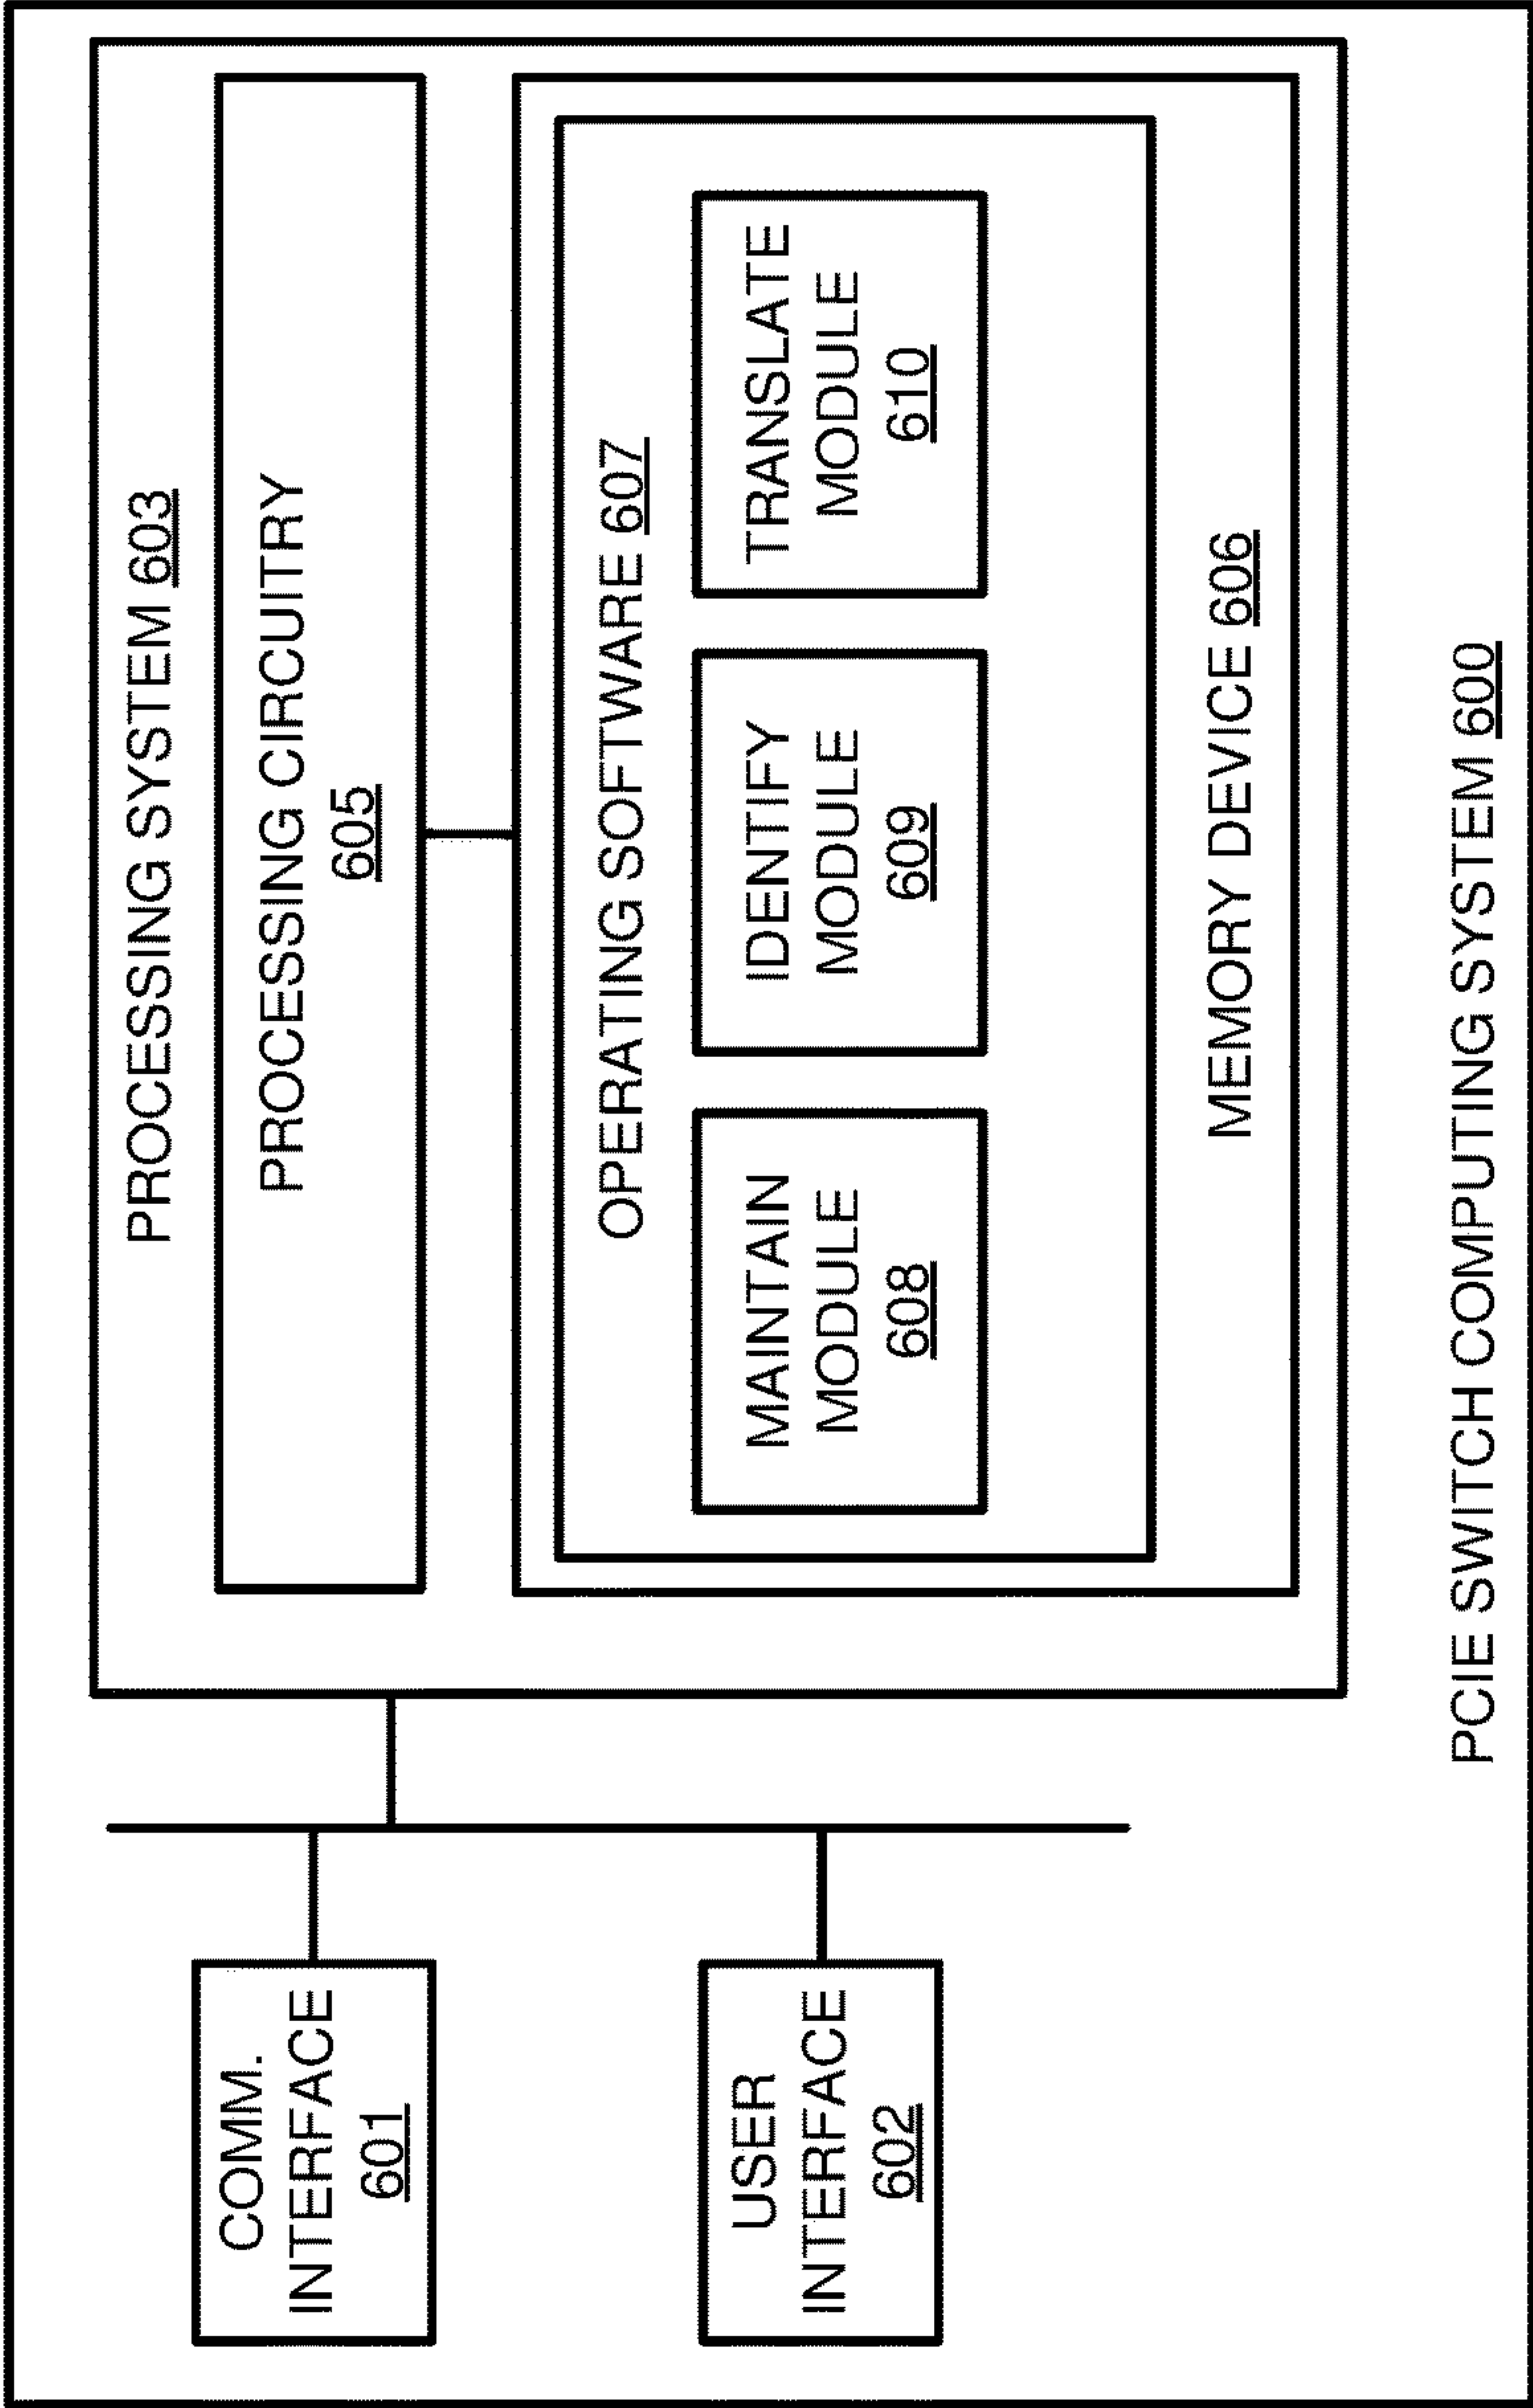 COMM.
INTERFACE
601
USER
INTERFACE
602
PROCESSING SYSTEM 603
PROCESSING CIRCUITRY
605
OPERATING SOFTWARE 607
MAINTAIN
MODULE
608
IDENTIFY
MODULE
609
TRANSLATE
MODULE
610
MEMORY DEVICE 606
PCIE SWITCH COMPUTING SYSTEM 600